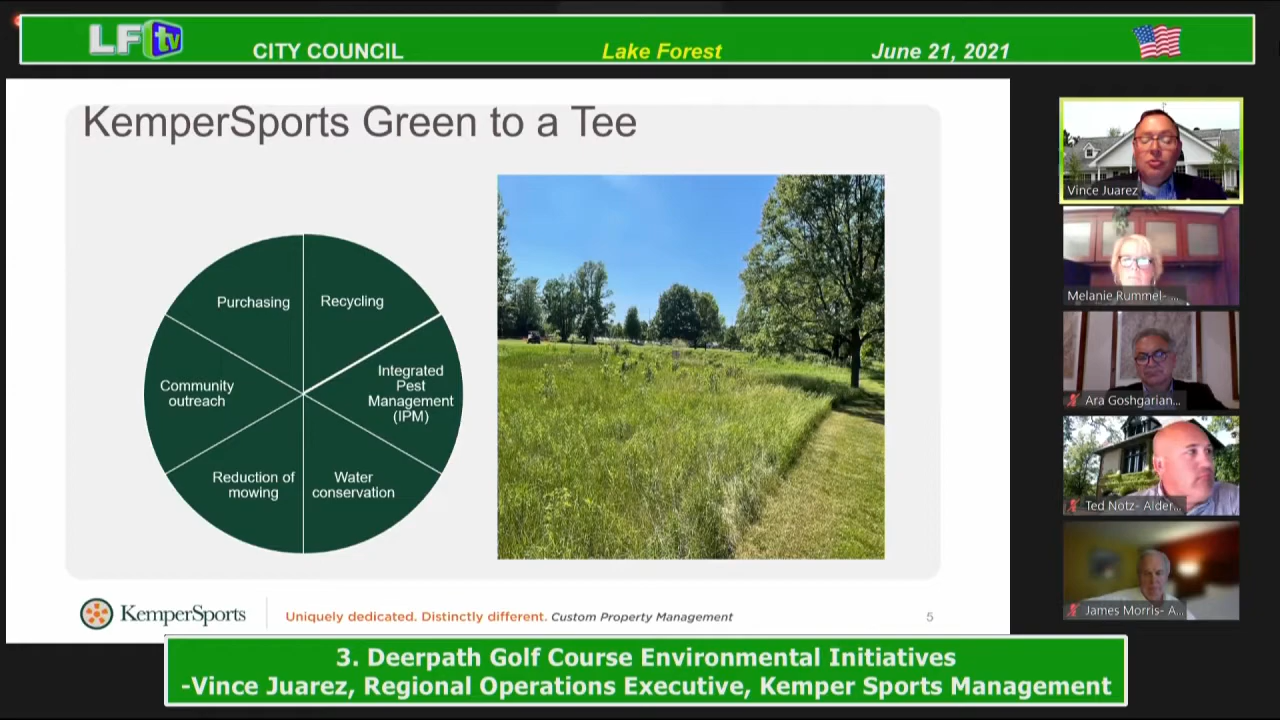 LFtv
CITY COUNCIL
Lake Forest
June 21, 2021
KemperSports Green to a Tee
Purchasing
Recycling
Community
outreach
Integrated
Pest
Management
(IPM)
Reduction of
mowing
Water
conservation
KemperSports
Uniquely dedicated. Distinctly different. Custom Property Management
5
Vince Juarez
Melanie Rummel- ...
Ara Goshgarian...
Ted Notz- Alder...
James Morris- A...
3. Deerpath Golf Course Environmental Initiatives
-Vince Juarez, Regional Operations Executive, Kemper Sports Management